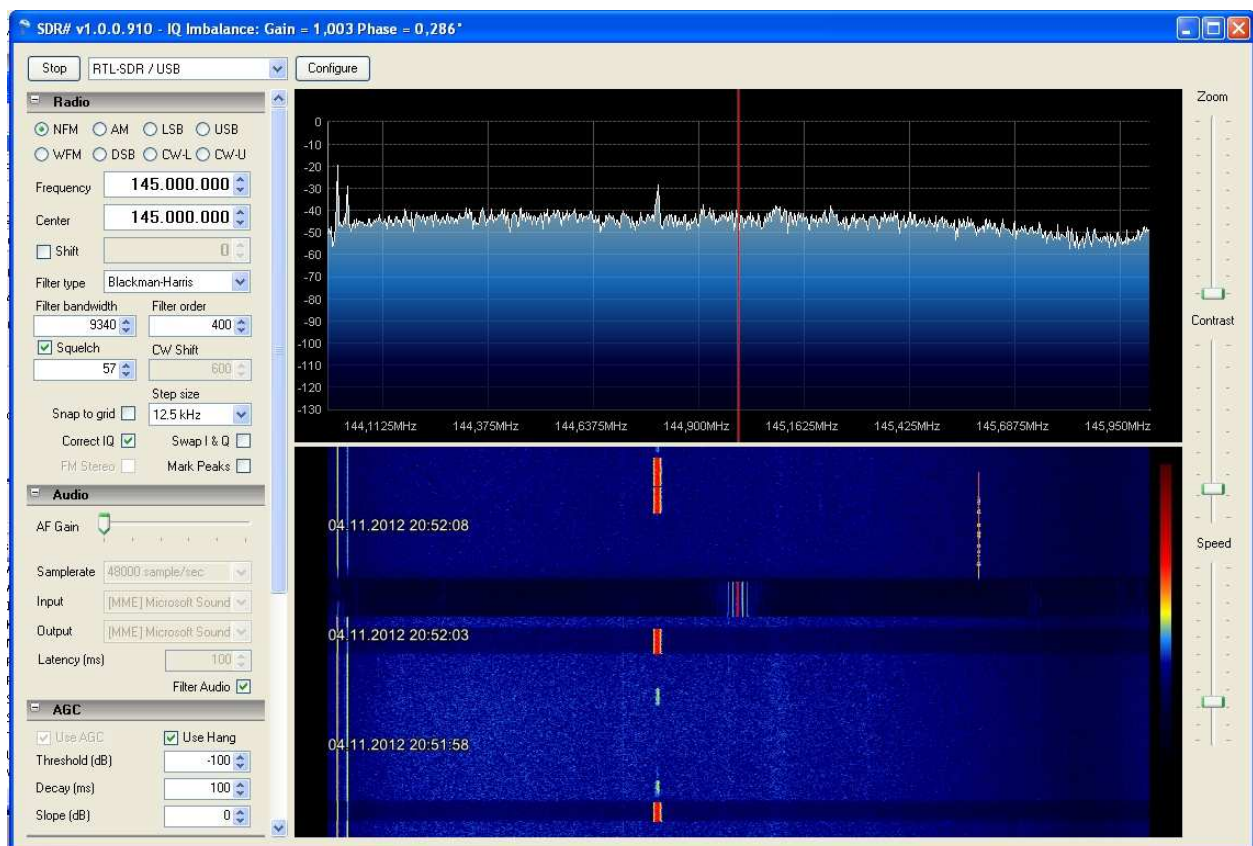 SDR# v1.0.0.910 - IQ Imbalance: Gain = 1,003 Phase = 0,286°
Stop RTL-SDR / USB Configure
Radio
NFM AM LSB USB
WFM DSB CW-L CW-U
Frequency 145.000.000
Center 145.000.000
Shift 0
Filter type Blackman-Harris
Filter bandwidth Filter order
9340 400
Squelch CW Shift
57 600
Step size
Snap to grid 12.5 kHz
Correct IQ Swap I & Q
FM Stereo Mark Peaks
Audio
AF Gain
Samplerate 48000 sample/sec
Input [MME] Microsoft Sound
Output [MME] Microsoft Sound
Latency (ms) 100
Filter Audio
AGC
Use AGC Use Hang
Threshold (dB) -100
Decay (ms) 100
Slope (dB) 0
0
-10
-20
-30
-40
-50
-60
-70
-80
-90
-100
-110
-120
-130
144,1125MHz 144,375MHz 144,6375MHz 144,900MHz 145,1625MHz 145,425MHz 145,6875MHz 145,950MHz
04.11.2012 20:52:08
04.11.2012 20:52:03
04.11.2012 20:51:58
Zoom
Contrast
Speed